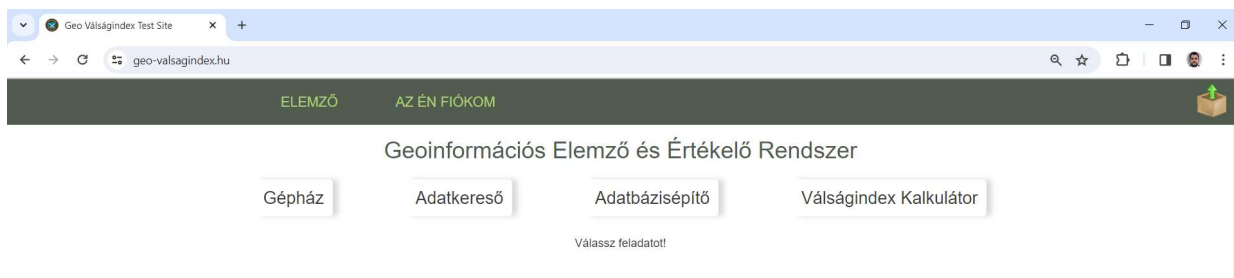 Geo Válságindex Test Site
geo-valsagindex.hu
ELEMZŐ AZ ÉN FIÓKOM
Geoinformációs Elemző és Értékelő Rendszer
Gépház Adatkereső Adatbázisépítő Válságindex Kalkulátor
Válassz feladatot!